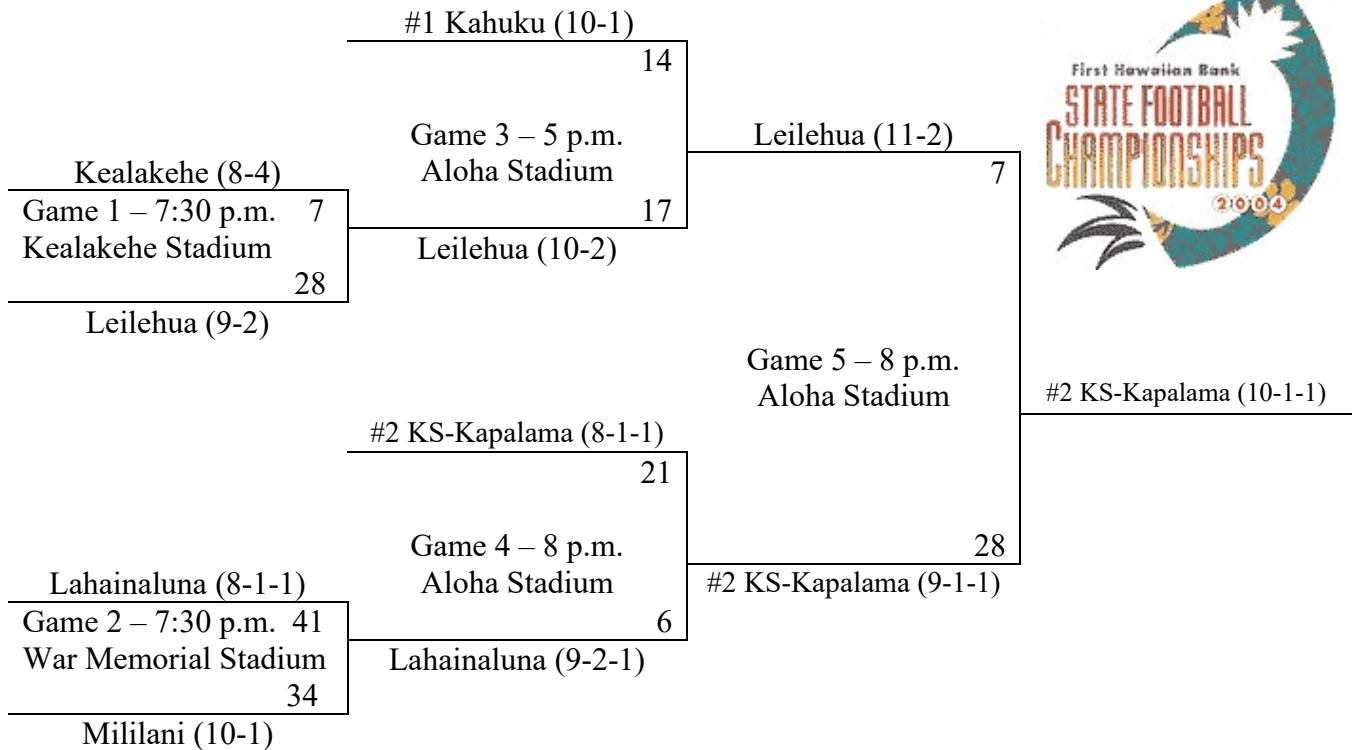 #1 Kahuku (10-1)
14
Game 3 – 5 p.m.
Aloha Stadium
17
Leilehua (10-2)
Kealakehe (8-4)
Game 1 – 7:30 p.m. 7
Kealakehe Stadium
28
Leilehua (9-2)
Leilehua (11-2)
7
First Hawaiian Bank
STATE FOOTBALL
CHAMPIONSHIPS
2004
Game 5 – 8 p.m.
Aloha Stadium
#2 KS-Kapalama (10-1-1)
#2 KS-Kapalama (8-1-1)
21
Game 4 – 8 p.m.
Aloha Stadium
6
Lahainaluna (9-2-1)
28
#2 KS-Kapalama (9-1-1)
Lahainaluna (8-1-1)
Game 2 – 7:30 p.m. 41
War Memorial Stadium
34
Mililani (10-1)